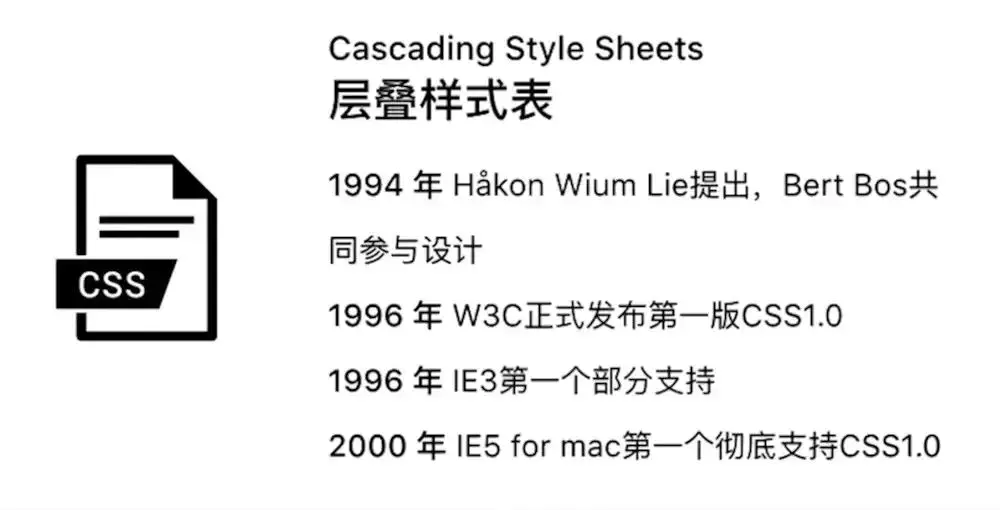 Cascading Style Sheets
层叠样式表
1994 年 Håkon Wium Lie提出，Bert Bos共
同参与设计
CSS
1996 年 W3C正式发布第一版CSS1.0
1996 年 IE3第一个部分支持
2000 年 IE5 for mac第一个彻底支持CSS1.0